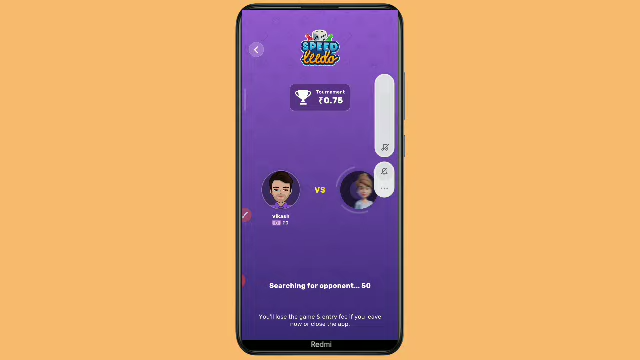 SPEED
Leedo
Tournament
₹0.75
VS
vikash
Searching for opponent... 50
You'll lose the game & entry fee if you leave
now or close the app.
Redmi